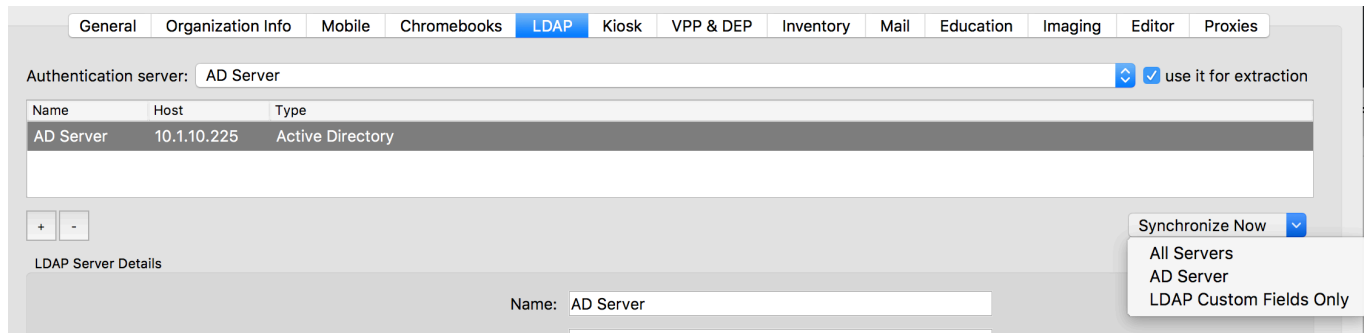 General Organization Info Mobile Chromebooks LDAP Kiosk VPP & DEP Inventory Mail Education Imaging Editor Proxies
Authentication server: AD Server use it for extraction
Name Host Type
AD Server 10.1.10.225 Active Directory
+ - Synchronize Now
All Servers
LDAP Server Details
AD Server
LDAP Custom Fields Only
Name: AD Server